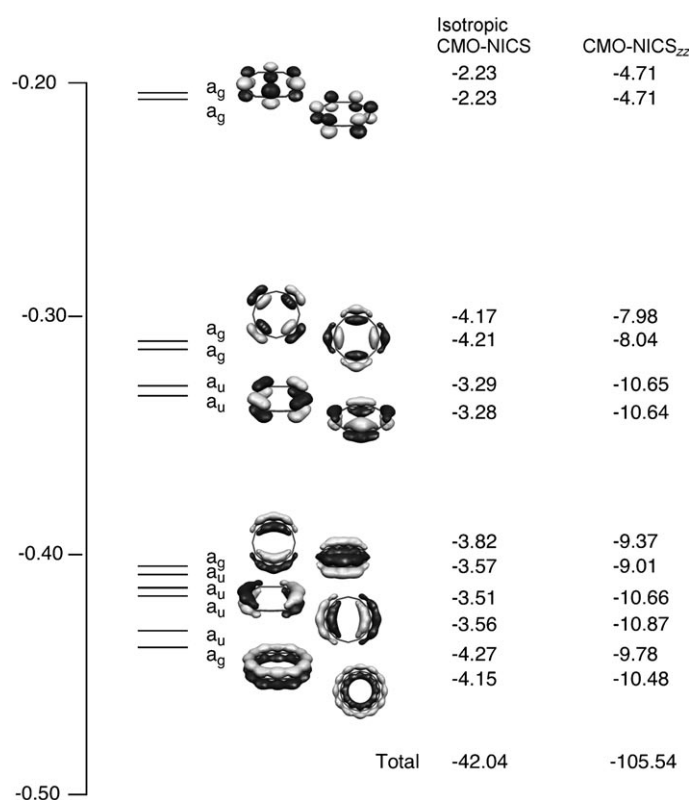 Isotropic
CMO-NICS CMO-NICSzz
-0.20 -2.23 -4.71
ag -2.23 -4.71
ag
-0.30 -4.17 -7.98
ag -4.21 -8.04
ag
au -3.29 -10.65
au -3.28 -10.64
-3.82 -9.37
-0.40 ag -3.57 -9.01
au
au -3.51 -10.66
au -3.56 -10.87
au -4.27 -9.78
ag -4.15 -10.48
Total -42.04 -105.54
-0.50